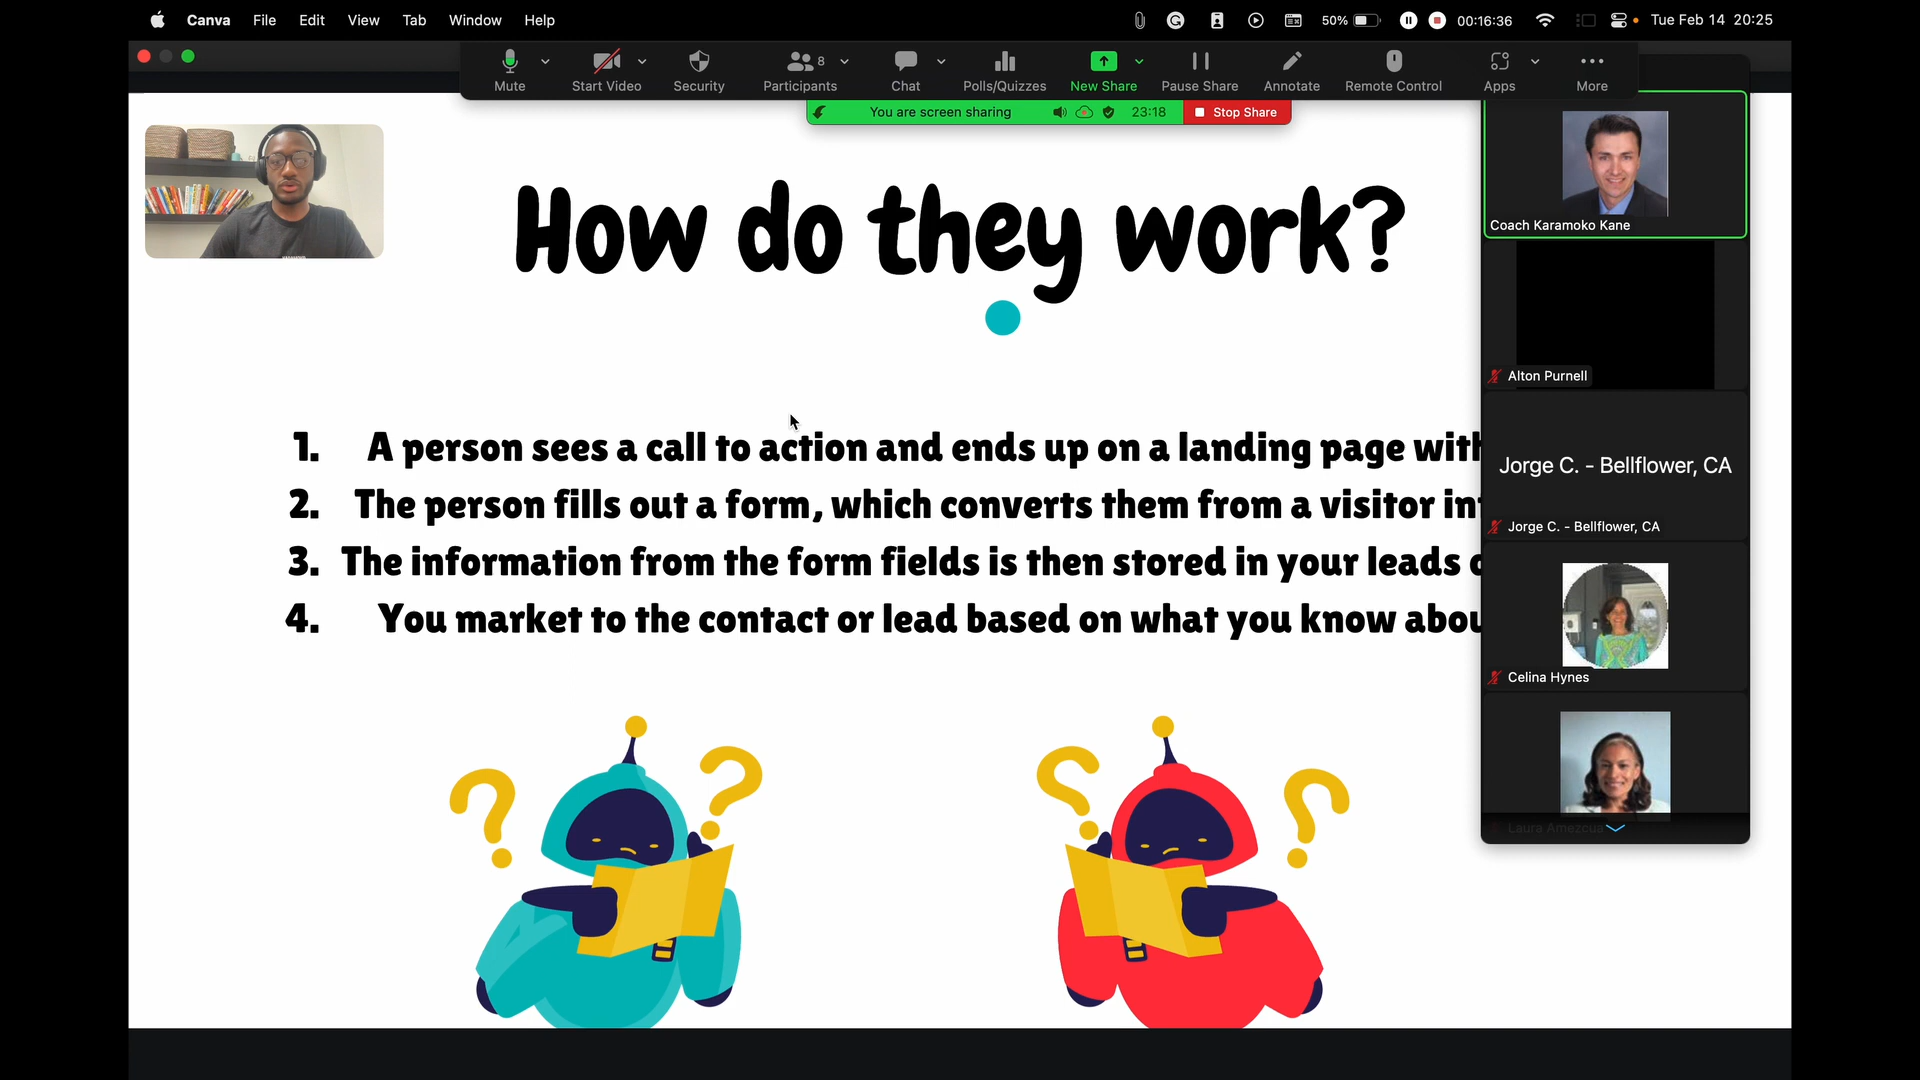 Canva File Edit View Tab Window Help 50% 00:16:36 Tue Feb 14 20:25
Mute Start Video Security Participants 8 Chat Polls/Quizzes New Share Pause Share Annotate Remote Control Apps More
You are screen sharing 23:18 Stop Share
How do they work?
1. A person sees a call to action and ends up on a landing page with
2. The person fills out a form, which converts them from a visitor in
3. The information from the form fields is then stored in your leads
4. You market to the contact or lead based on what you know abou
Coach Karamoko Kane
Alton Purnell
Jorge C. - Bellflower, CA
Jorge C. - Bellflower, CA
Celina Hynes
Laura Amezcua